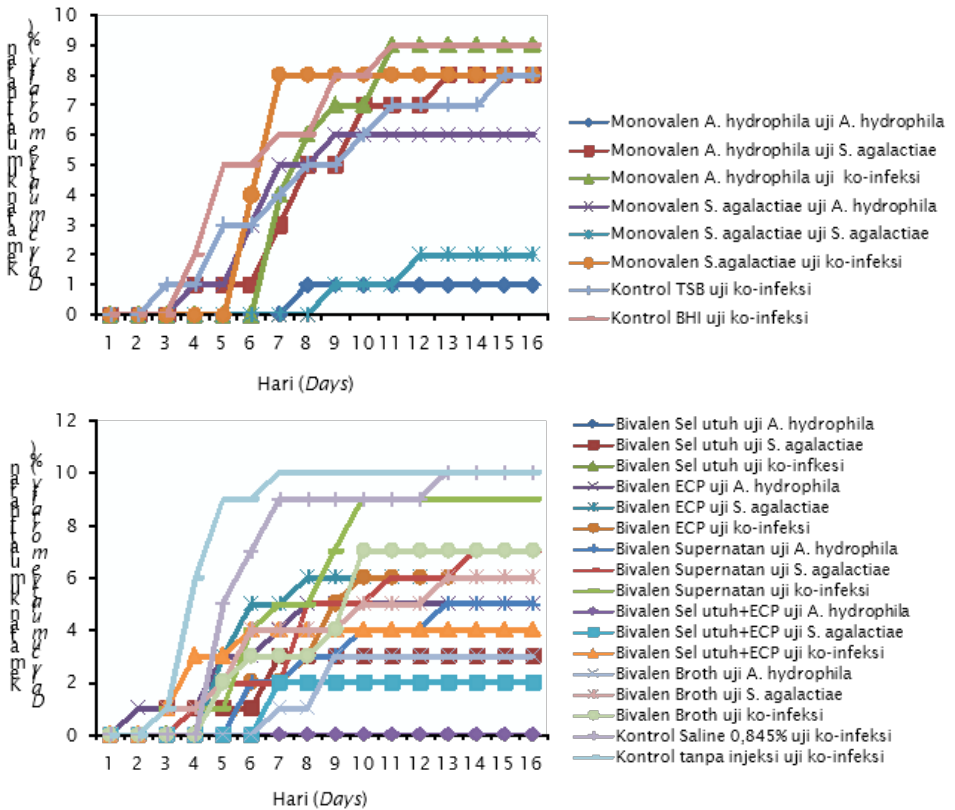 10
9
8
7
6
5
4
3
2
1
0
1 2 3 4 5 6 7 8 9 10 11 12 13 14 15 16
Hari (Days)
Monovalen A. hydrophila uji A. hydrophila
Monovalen A. hydrophila uji S. agalactiae
Monovalen A. hydrophila uji ko-infeksi
Monovalen S. agalactiae uji A. hydrophila
Monovalen S. agalactiae uji S. agalactiae
Monovalen S.agalactiae uji ko-infeksi
Kontrol TSB uji ko-infeksi
Kontrol BHI uji ko-infeksi
12
10
8
6
4
2
0
1 2 3 4 5 6 7 8 9 10 11 12 13 14 15 16
Hari (Days)
Bivalen Sel utuh uji A. hydrophila
Bivalen Sel utuh uji S. agalactiae
Bivalen Sel utuh uji ko-infkesi
Bivalen ECP uji A. hydrophila
Bivalen ECP uji S. agalactiae
Bivalen ECP uji ko-infeksi
Bivalen Supernatan uji A. hydrophila
Bivalen Supernatan uji S. agalactiae
Bivalen Supernatan uji ko-infeksi
Bivalen Sel utuh+ECP uji A. hydrophila
Bivalen Sel utuh+ECP uji S. agalactiae
Bivalen Sel utuh+ECP uji ko-infeksi
Bivalen Broth uji A. hydrophila
Bivalen Broth uji S. agalactiae
Bivalen Broth uji ko-infeksi
Kontrol Saline 0,845% uji ko-infeksi
Kontrol tanpa injeksi uji ko-infeksi